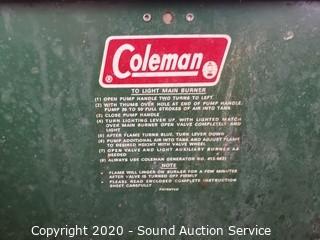 Coleman
®
TO LIGHT MAIN BURNER
(1) OPEN PUMP HANDLE TWO TURNS TO LEFT.
(2) WITH THUMB OVER HOLE AT END OF PUMP HANDLE,
PUMP 25 TO 50 FULL STROKES OF AIR INTO TANK.
(3) CLOSE PUMP HANDLE
(4) TURN LIGHTING LEVER UP, WITH LIGHTED MATCH
OVER MAIN BURNER OPEN VALVE COMPLETELY AND
LIGHT
(5) AFTER FLAME TURNS BLUE, TURN LEVER DOWN
(6) PUMP ADDITIONAL AIR INTO TANK AND ADJUST FLAME
TO DESIRED HEIGHT WITH VALVE WHEEL
(7) OPEN VALVE AND LIGHT AUXILIARY BURNER AS
NEEDED
(8) ALWAYS USE COLEMAN GENERATOR NO.
NOTE
• FLAME WILL LINGER ON BURNER FOR A FEW MINUTES
AFTER VALVE IS TURNED OFF FIRMLY
• PLEASE READ ENCLOSED COMPLETE INSTRUCTION
SHEET CAREFULLY
PATENTED
Copyright 2020 - Sound Auction Service